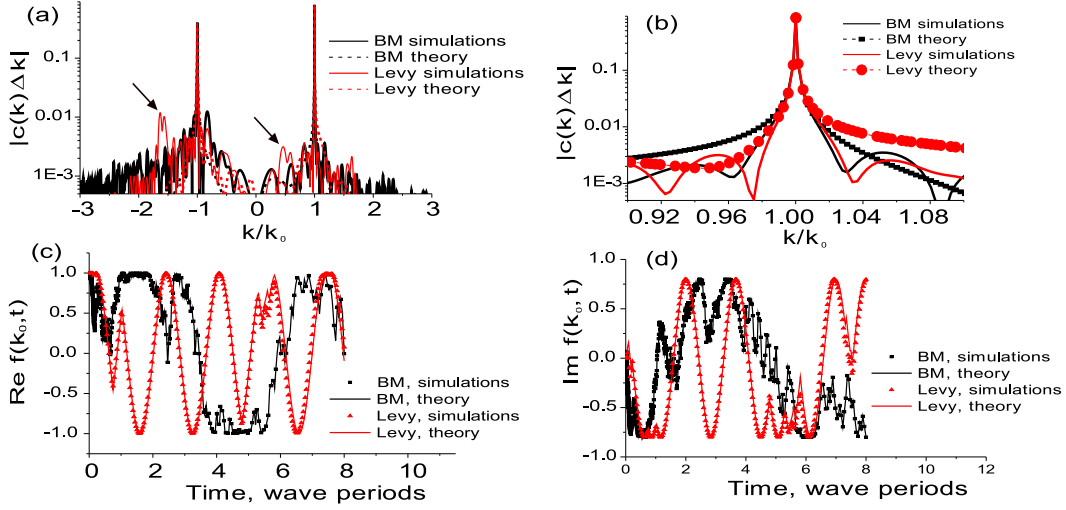 (a)
|c(k)Δk|
0.1
0.01
1E-3
BM simulations
BM theory
Levy simulations
Levy theory
-3 -2 -1 0 1 2 3
k/k₀
(b)
|c(k)Δk|
0.1
0.01
1E-3
BM simulations
BM theory
Levy simulations
Levy theory
0.92 0.96 1.00 1.04 1.08
k/k₀
(c)
Re f(k₀,t)
1.0
0.5
0.0
-0.5
-1.0
BM, simulations
BM, theory
Levy, simulations
Levy, theory
0 2 4 6 8 10
Time, wave periods
(d)
Im f(k₀,t)
1.0
0.5
0.0
-0.5
-1.0
BM, simulations
BM, theory
Levy, simulations
Levy, theory
0 2 4 6 8 10 12
Time, wave periods